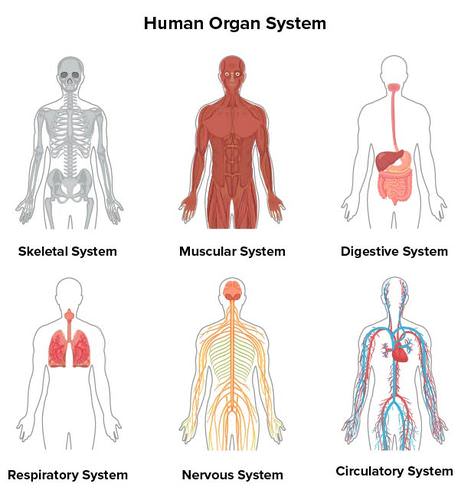 Human Organ System
Skeletal System
Muscular System
Digestive System
Respiratory System
Nervous System
Circulatory System